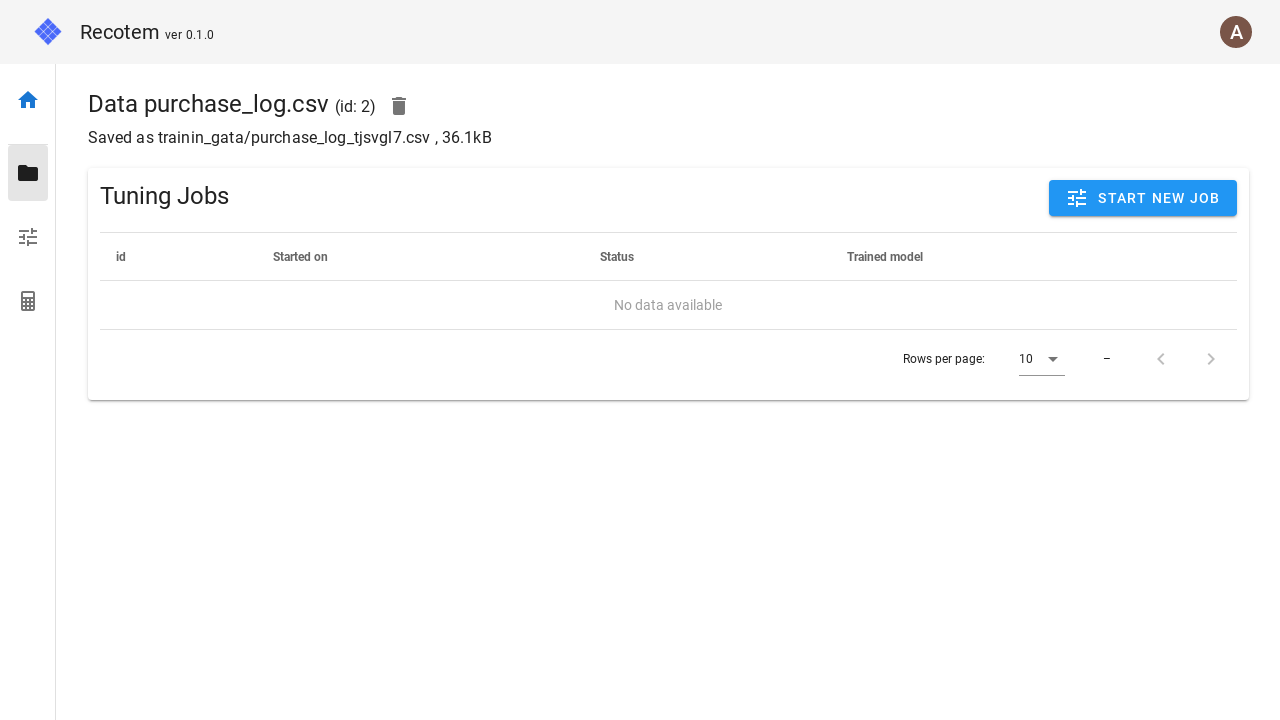 Recotem ver 0.1.0
A
Data purchase_log.csv (id: 2)
Saved as trainin_gata/purchase_log_tjsvgl7.csv , 36.1kB
Tuning Jobs
START NEW JOB
id Started on Status Trained model
No data available
Rows per page: 10 –